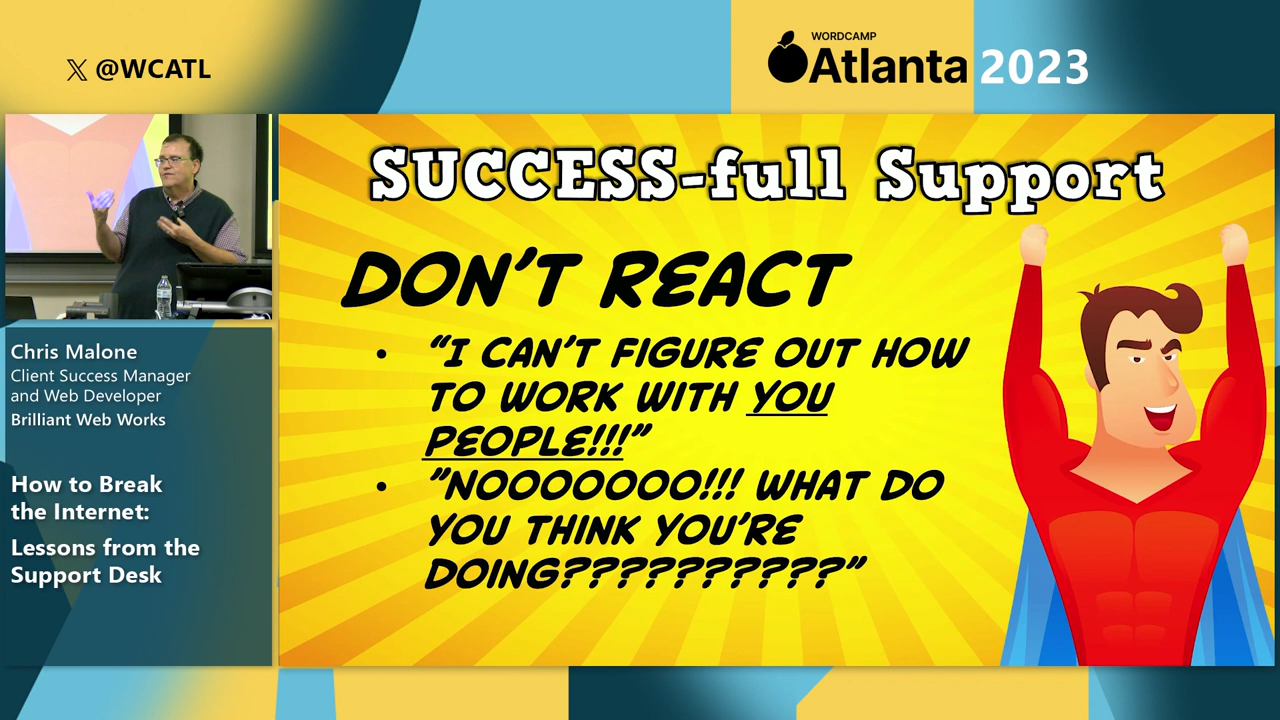 𝕏 @WCATL
WORDCAMP
Atlanta 2023
SUCCESS-full Support
DON'T REACT
• "I CAN'T FIGURE OUT HOW
TO WORK WITH YOU
PEOPLE!!!"
• "NOOOOOOO!!! WHAT DO
YOU THINK YOU'RE
DOING??????????"
Chris Malone
Client Success Manager
and Web Developer
Brilliant Web Works
How to Break
the Internet:
Lessons from the
Support Desk